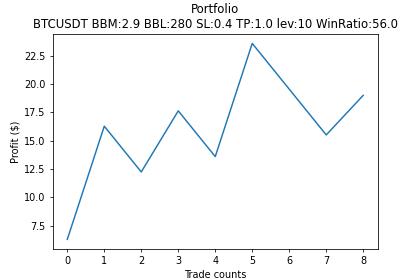 Portfolio
BTCUSDT BBM:2.9 BBL:280 SL:0.4 TP:1.0 lev:10 WinRatio:56.0
22.5
20.0
17.5
15.0
12.5
10.0
7.5
Profit ($)
0 1 2 3 4 5 6 7 8
Trade counts